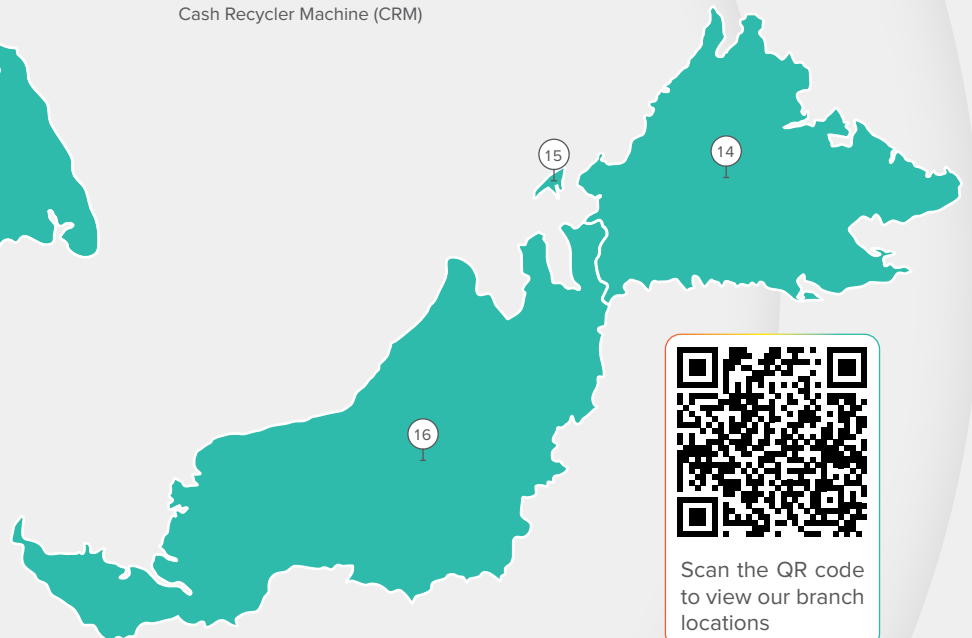 Cash Recycler Machine (CRM)
15
14
16
Scan the QR code
to view our branch
locations